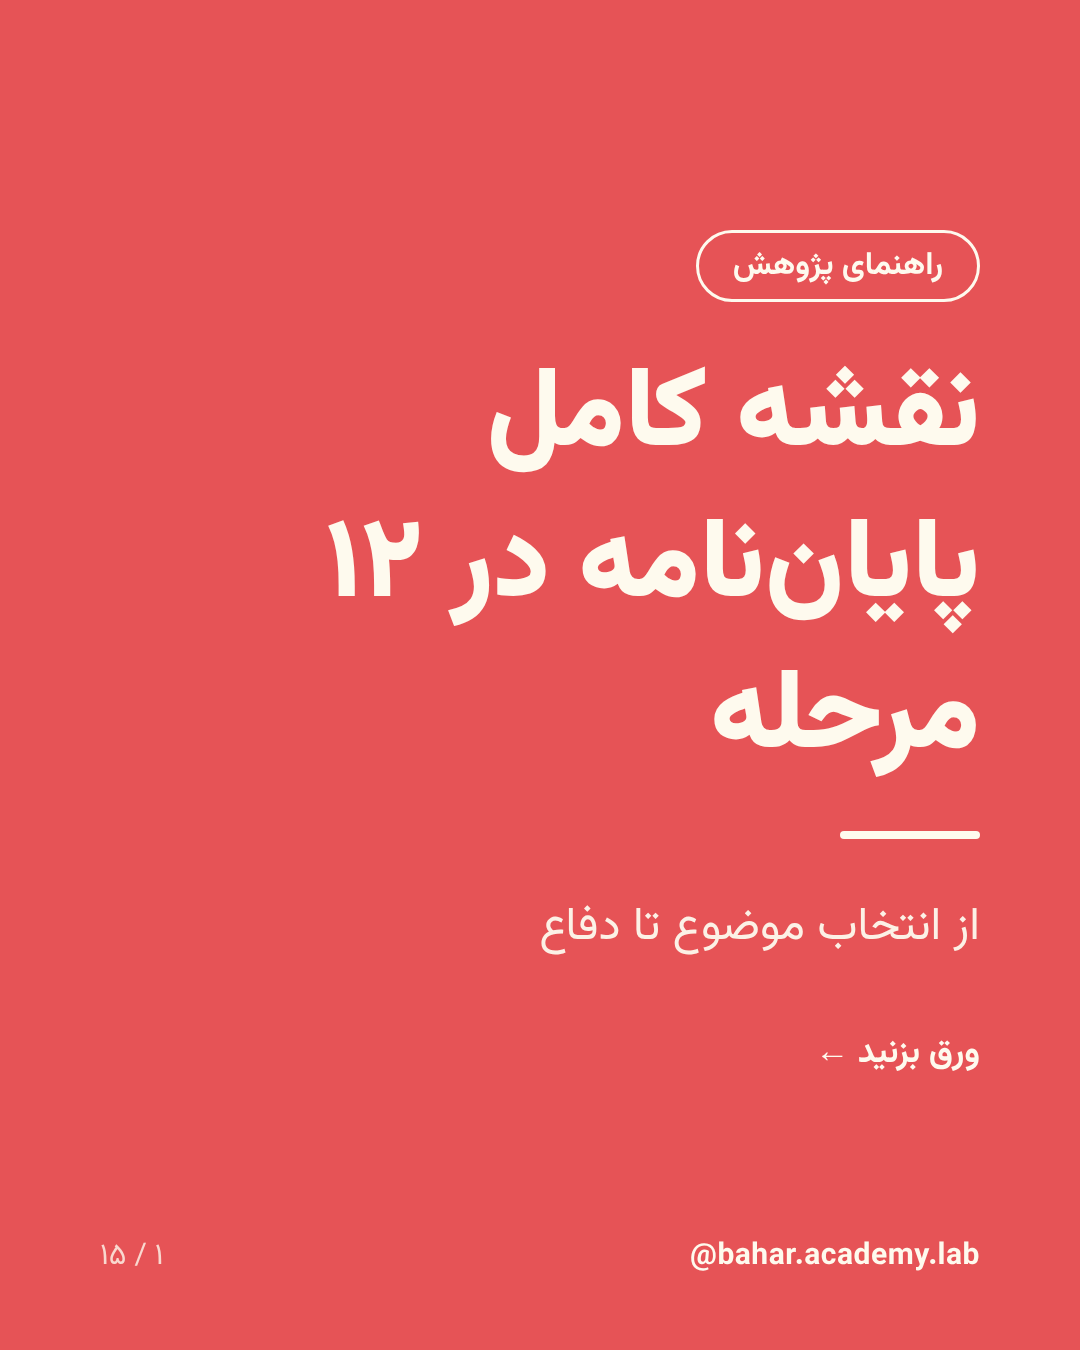 راهنمای پژوهش
نقشه کامل
پایان‌نامه در ۱۲
مرحله
از انتخاب موضوع تا دفاع
ورق بزنید ←
@bahar.academy.lab
۱ / ۱۵